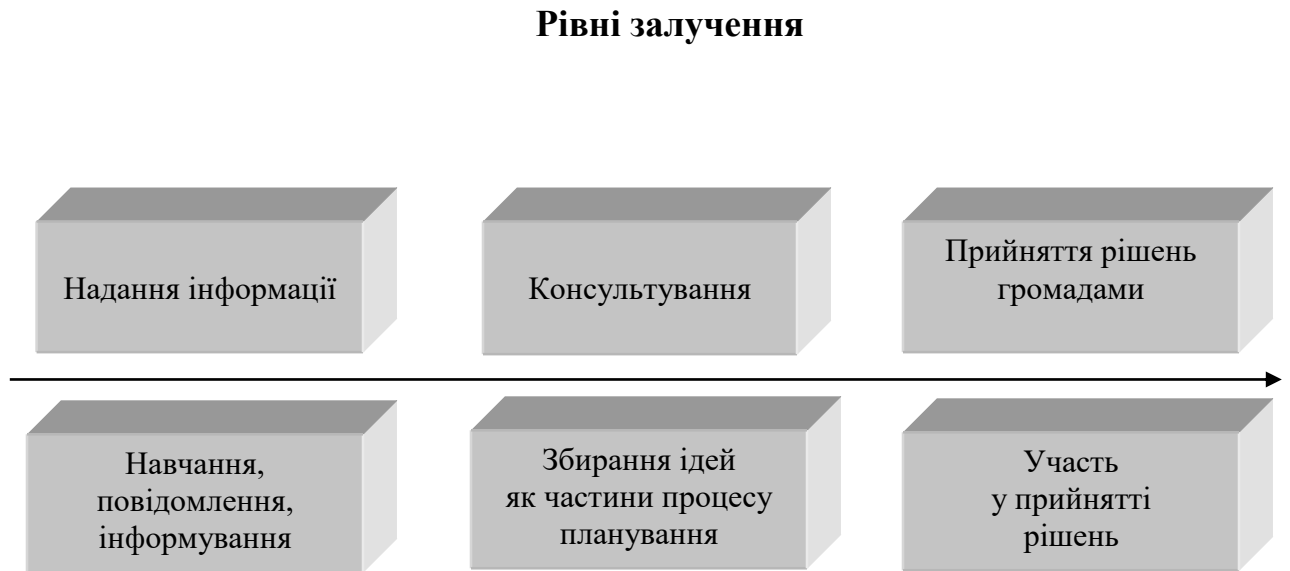 Рівні залучення
Надання інформації
Консультування
Прийняття рішень
громадами
Навчання,
повідомлення,
інформування
Збирання ідей
як частини процесу
планування
Участь
у прийнятті
рішень